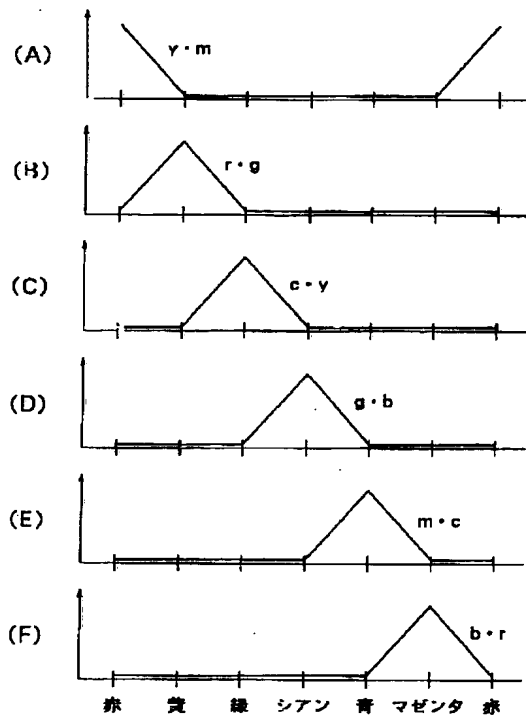 (A)
y・m
(B)
r・g
(C)
c・y
(D)
g・b
(E)
m・c
(F)
b・r
赤 黄 緑 シアン 青 マゼンタ 赤